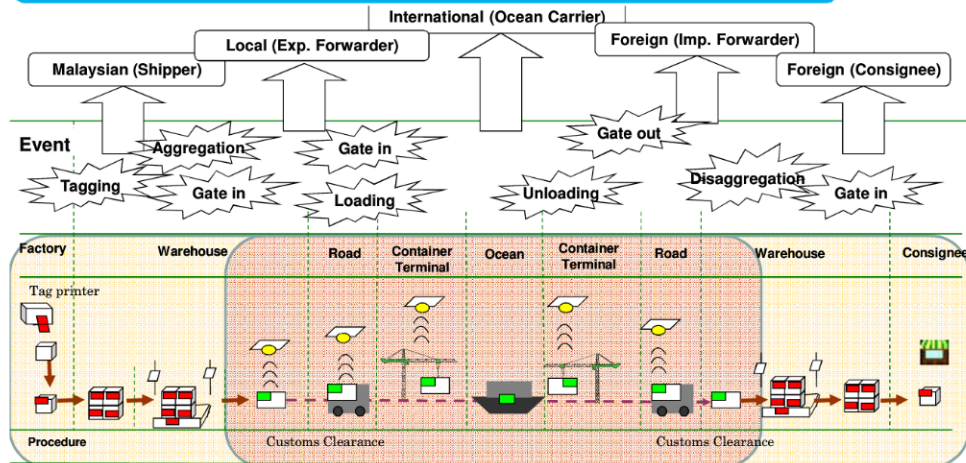 International (Ocean Carrier)
Local (Exp. Forwarder)
Foreign (Imp. Forwarder)
Malaysian (Shipper)
Foreign (Consignee)
Event
Aggregation
Gate in
Gate out
Tagging
Gate in
Loading
Unloading
Disaggregation
Gate in
Factory
Warehouse
Road
Container
Terminal
Ocean
Container
Terminal
Road
Warehouse
Consignee
Tag printer
Procedure
Customs Clearance
Customs Clearance